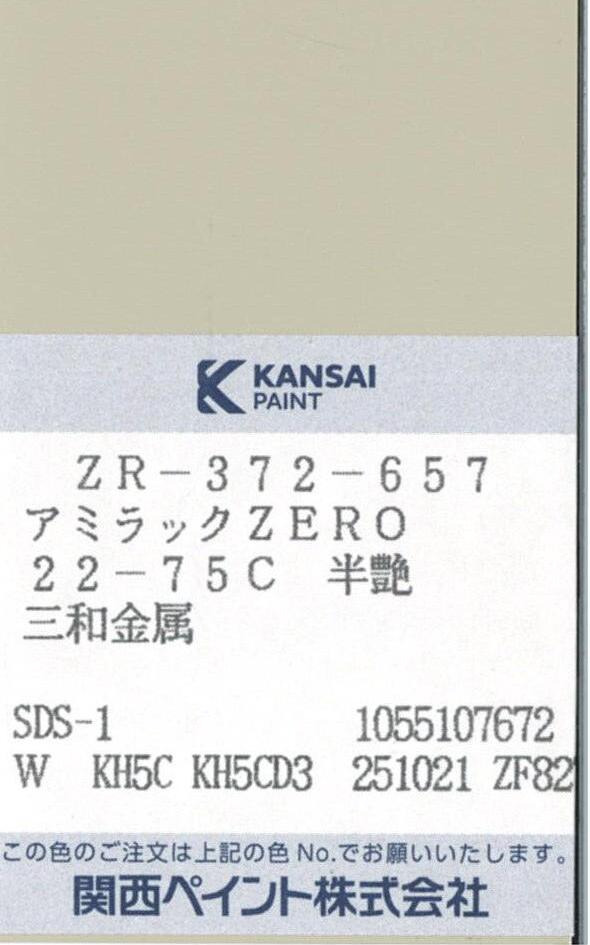 KANSAI
PAINT
ZR－372－657
アミラックZERO
22－75C　半艶
三和金属
SDS-1 1055107672
W KH5C KH5CD3 251021 ZF82
この色のご注文は上記の色No.でお願いいたします。
関西ペイント株式会社